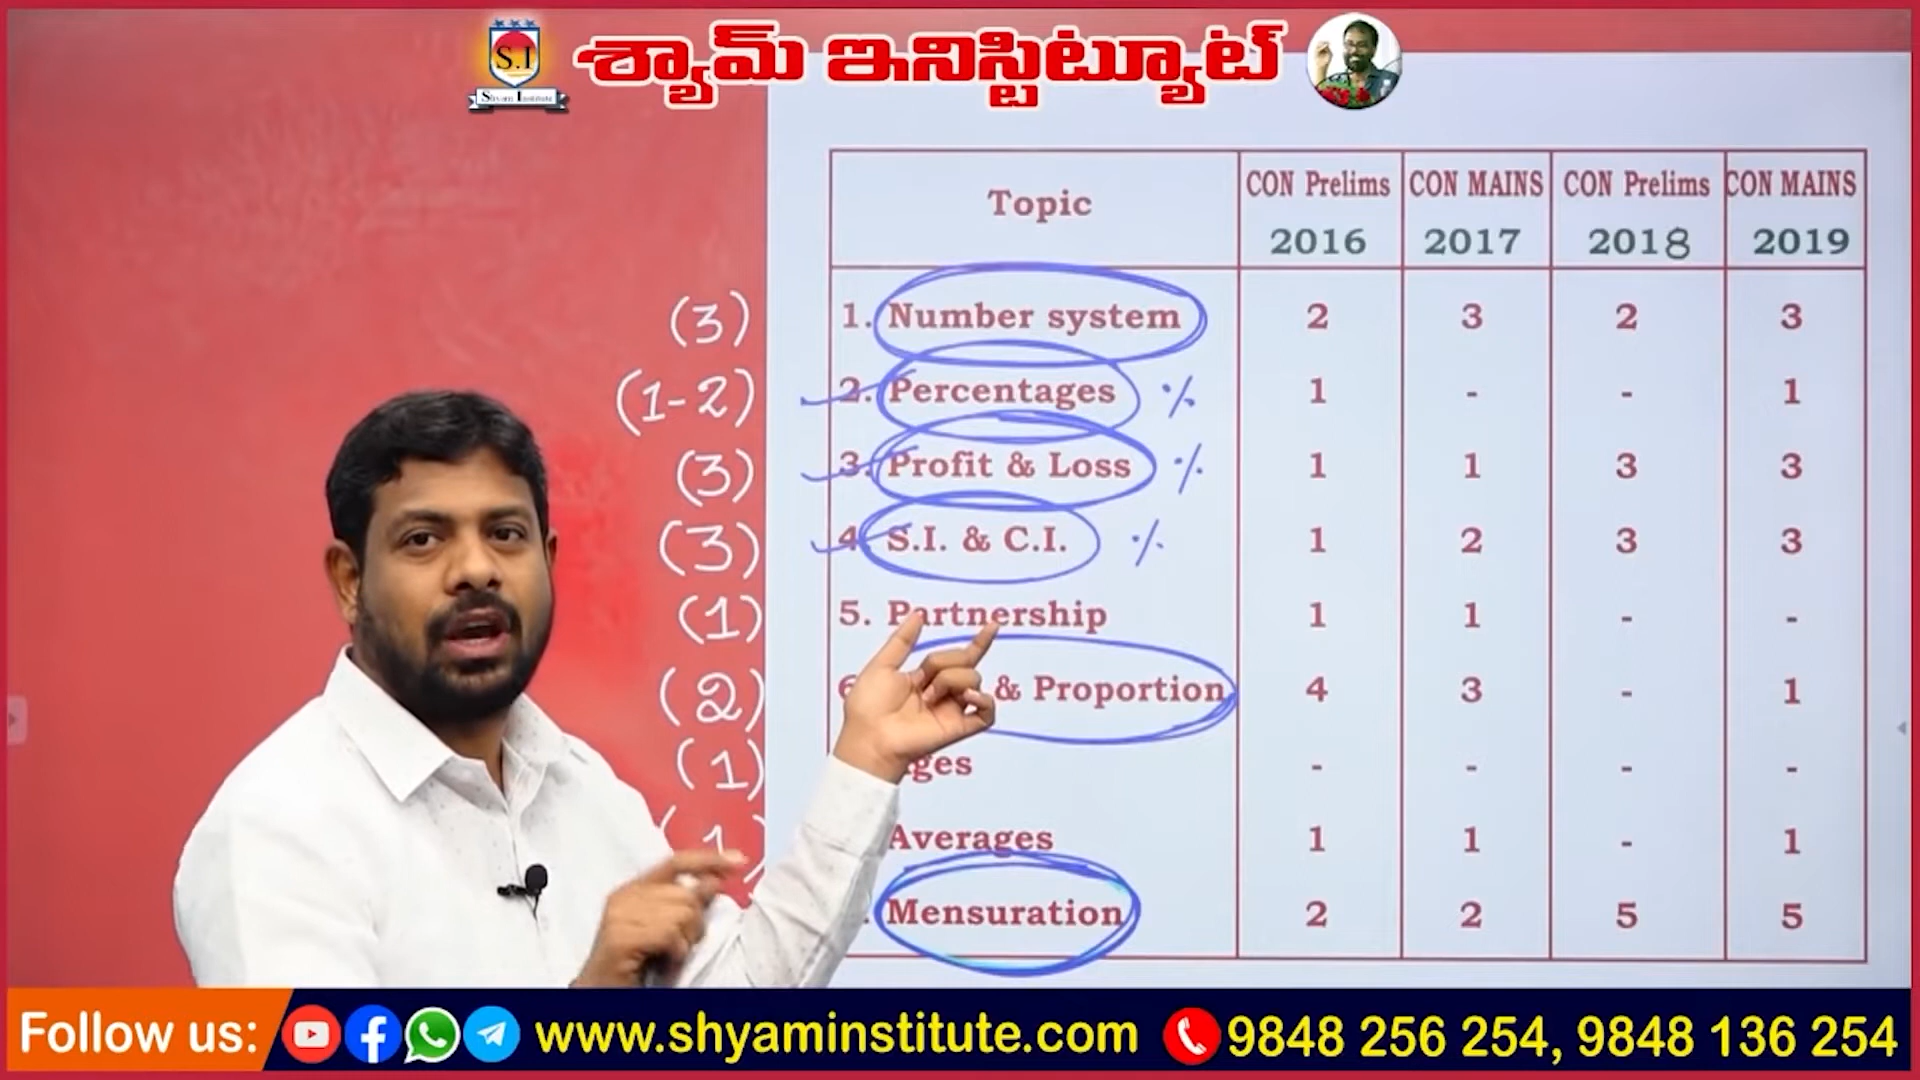 S.I
Shyam Institute
శ్యామ్ ఇనిస్టిట్యూట్
Topic CON Prelims 2016 CON MAINS 2017 CON Prelims 2018 CON MAINS 2019
(3) 1. Number system 2 3 2 3
(1-2) 2. Percentages % 1 - - 1
(3) 3. Profit & Loss % 1 1 3 3
(3) 4. S.I. & C.I. % 1 2 3 3
(1) 5. Partnership 1 1 - -
(2) & Proportion 4 3 - 1
(1) - - - -
(1) Averages 1 1 - 1
Mensuration 2 2 5 5
Follow us: www.shyaminstitute.com 9848 256 254, 9848 136 254